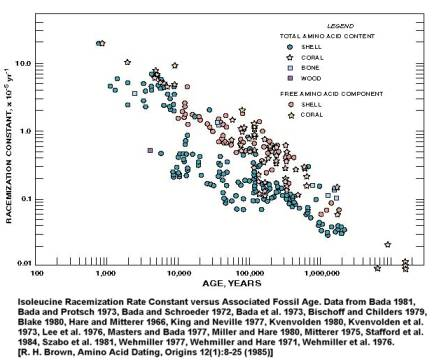 LEGEND
TOTAL AMINO ACID CONTENT
SHELL
CORAL
BONE
WOOD
FREE AMINO ACID COMPONENT
SHELL
CORAL
RACEMIZATION CONSTANT, x 10⁻⁵ yr⁻¹
10.0
1.0
0.1
0.01
100
1,000
10,000
100,000
1,000,000
AGE, YEARS
Isoleucine Racemization Rate Constant versus Associated Fossil Age. Data from Bada 1981,
Bada and Protsch 1973, Bada and Schroeder 1972, Bada et al. 1973, Bischoff and Childers 1979,
Blake 1980, Hare and Mitterer 1966, King and Neville 1977, Kvenvolden 1980, Kvenvolden et al.
1973, Lee et al. 1976, Masters and Bada 1977, Miller and Hare 1980, Mitterer 1975, Stafford et al.
1984, Szabo et al. 1981, Wehmiller 1977, Wehmiller and Hare 1971, Wehmiller et al. 1976.
[R. H. Brown, Amino Acid Dating, Origins 12(1):8-25 (1985)]